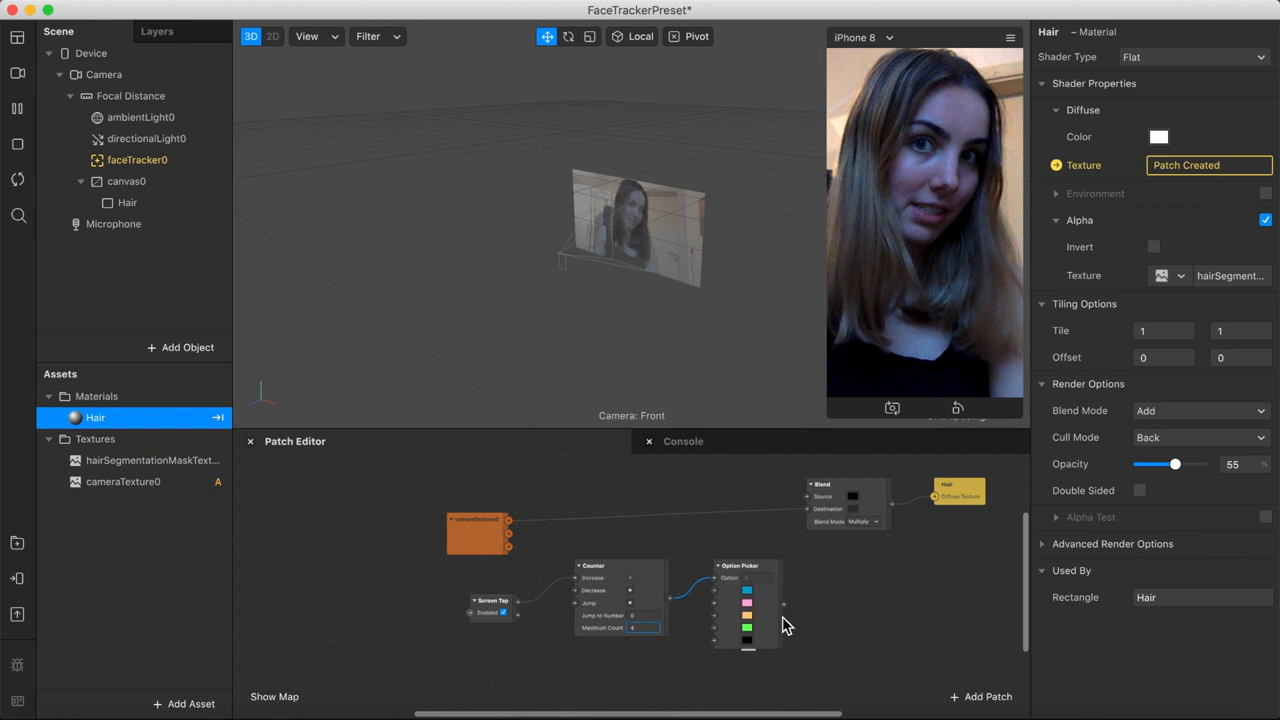 FaceTrackerPreset*
Scene
Layers
Device
Camera
Focal Distance
ambientLight0
directionalLight0
faceTracker0
canvas0
Hair
Microphone
+ Add Object
Assets
Materials
Hair
Textures
hairSegmentationMaskText...
cameraTexture0 A
+ Add Asset
3D 2D View Filter Local Pivot
iPhone 8
Camera: Front
× Patch Editor
× Console
cameraTexture0
Screen Tap
Enabled
Counter
Increase
Decrease
Jump
Jump to Number 0
Maximum Count 4
Option Picker
Option
Blend
Source
Destination
Blend Mode Multiply
Hair
Diffuse Texture
Show Map
+ Add Patch
Hair – Material
Shader Type Flat
Shader Properties
Diffuse
Color
Texture Patch Created
Environment
Alpha
Invert
Texture hairSegment...
Tiling Options
Tile 1 1
Offset 0 0
Render Options
Blend Mode Add
Cull Mode Back
Opacity 55 %
Double Sided
Alpha Test
Advanced Render Options
Used By
Rectangle Hair